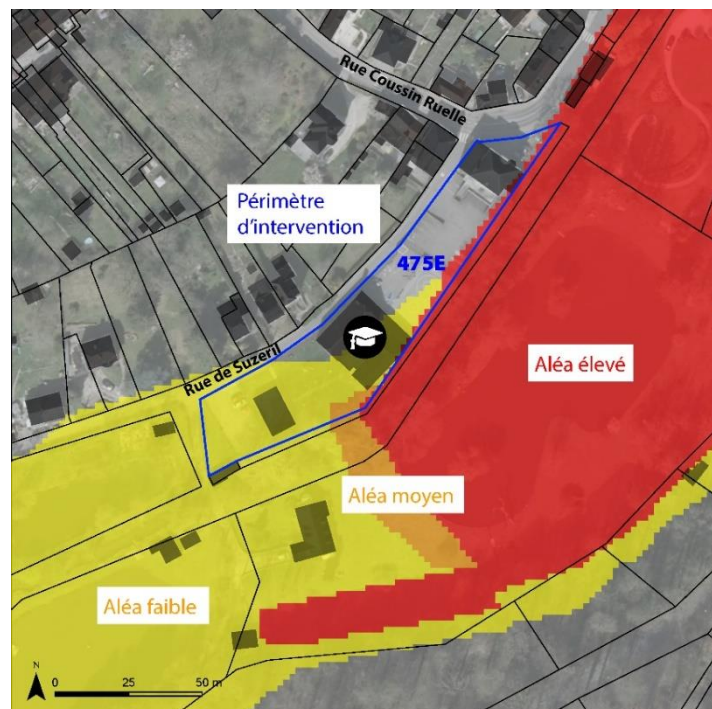 Rue Coussin Ruelle
Périmètre
d'intervention
475E
Rue de Suzeril
Aléa élevé
Aléa moyen
Aléa faible
N
0 25 50 m